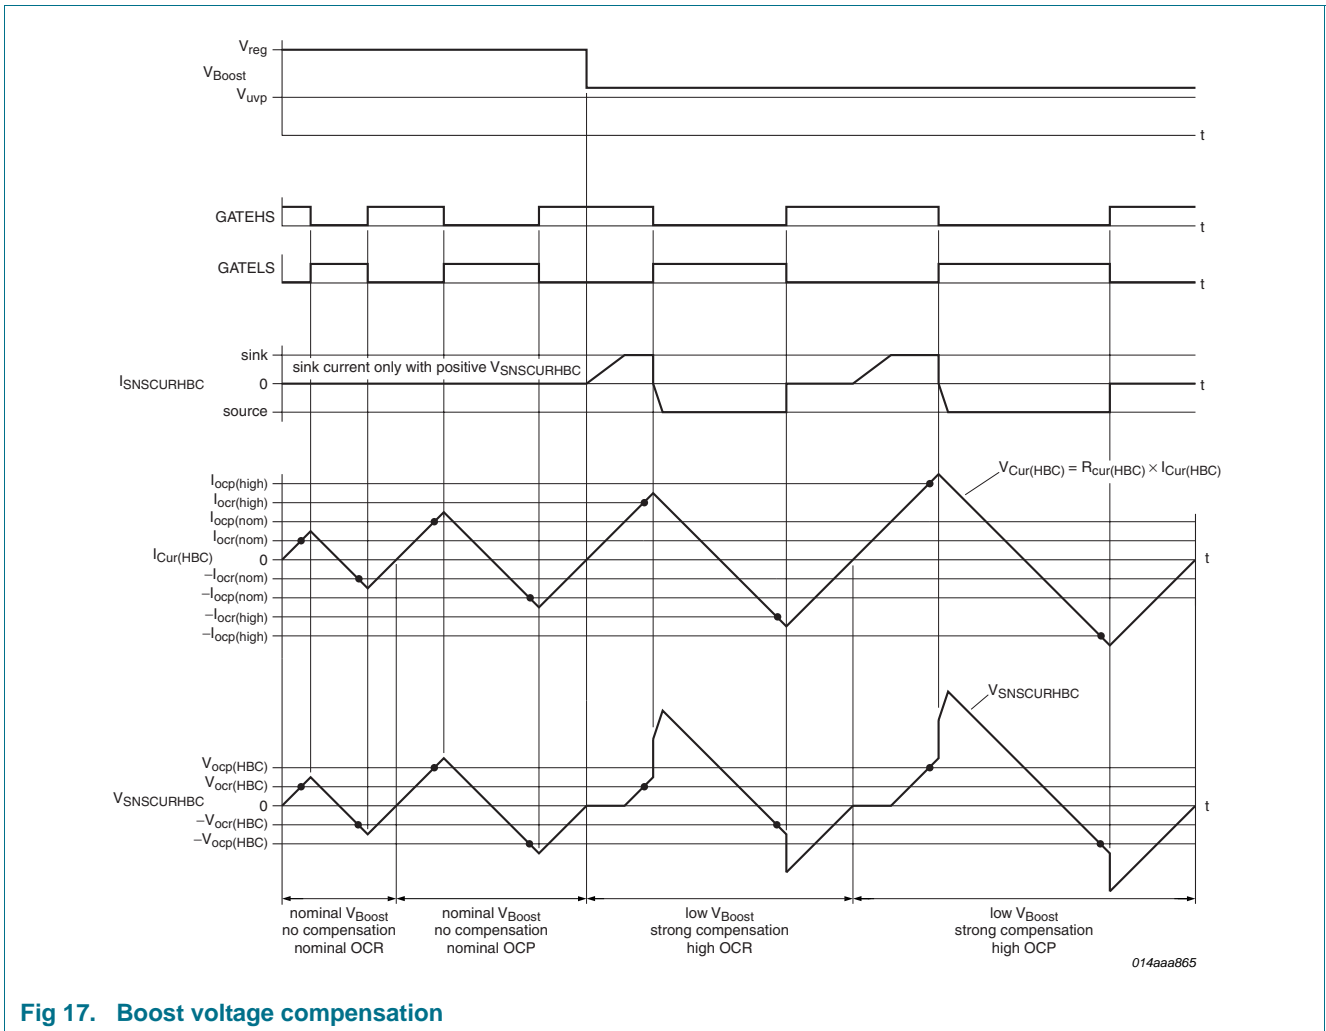 Vreg
VBoost
Vuvp
t
GATEHS
t
GATELS
t
sink
sink current only with positive VSNSCURHBC
ISNSCURHBC
0
t
source
VCur(HBC) = Rcur(HBC) × ICur(HBC)
Iocp(high)
Iocr(high)
Iocp(nom)
Iocr(nom)
ICur(HBC)
0
t
−Iocr(nom)
−Iocp(nom)
−Iocr(high)
−Iocp(high)
VSNSCURHBC
Vocp(HBC)
Vocr(HBC)
VSNSCURHBC
0
t
−Vocr(HBC)
−Vocp(HBC)
nominal VBoost
no compensation
nominal OCR
nominal VBoost
no compensation
nominal OCP
low VBoost
strong compensation
high OCR
low VBoost
strong compensation
high OCP
014aaa865
Fig 17. Boost voltage compensation